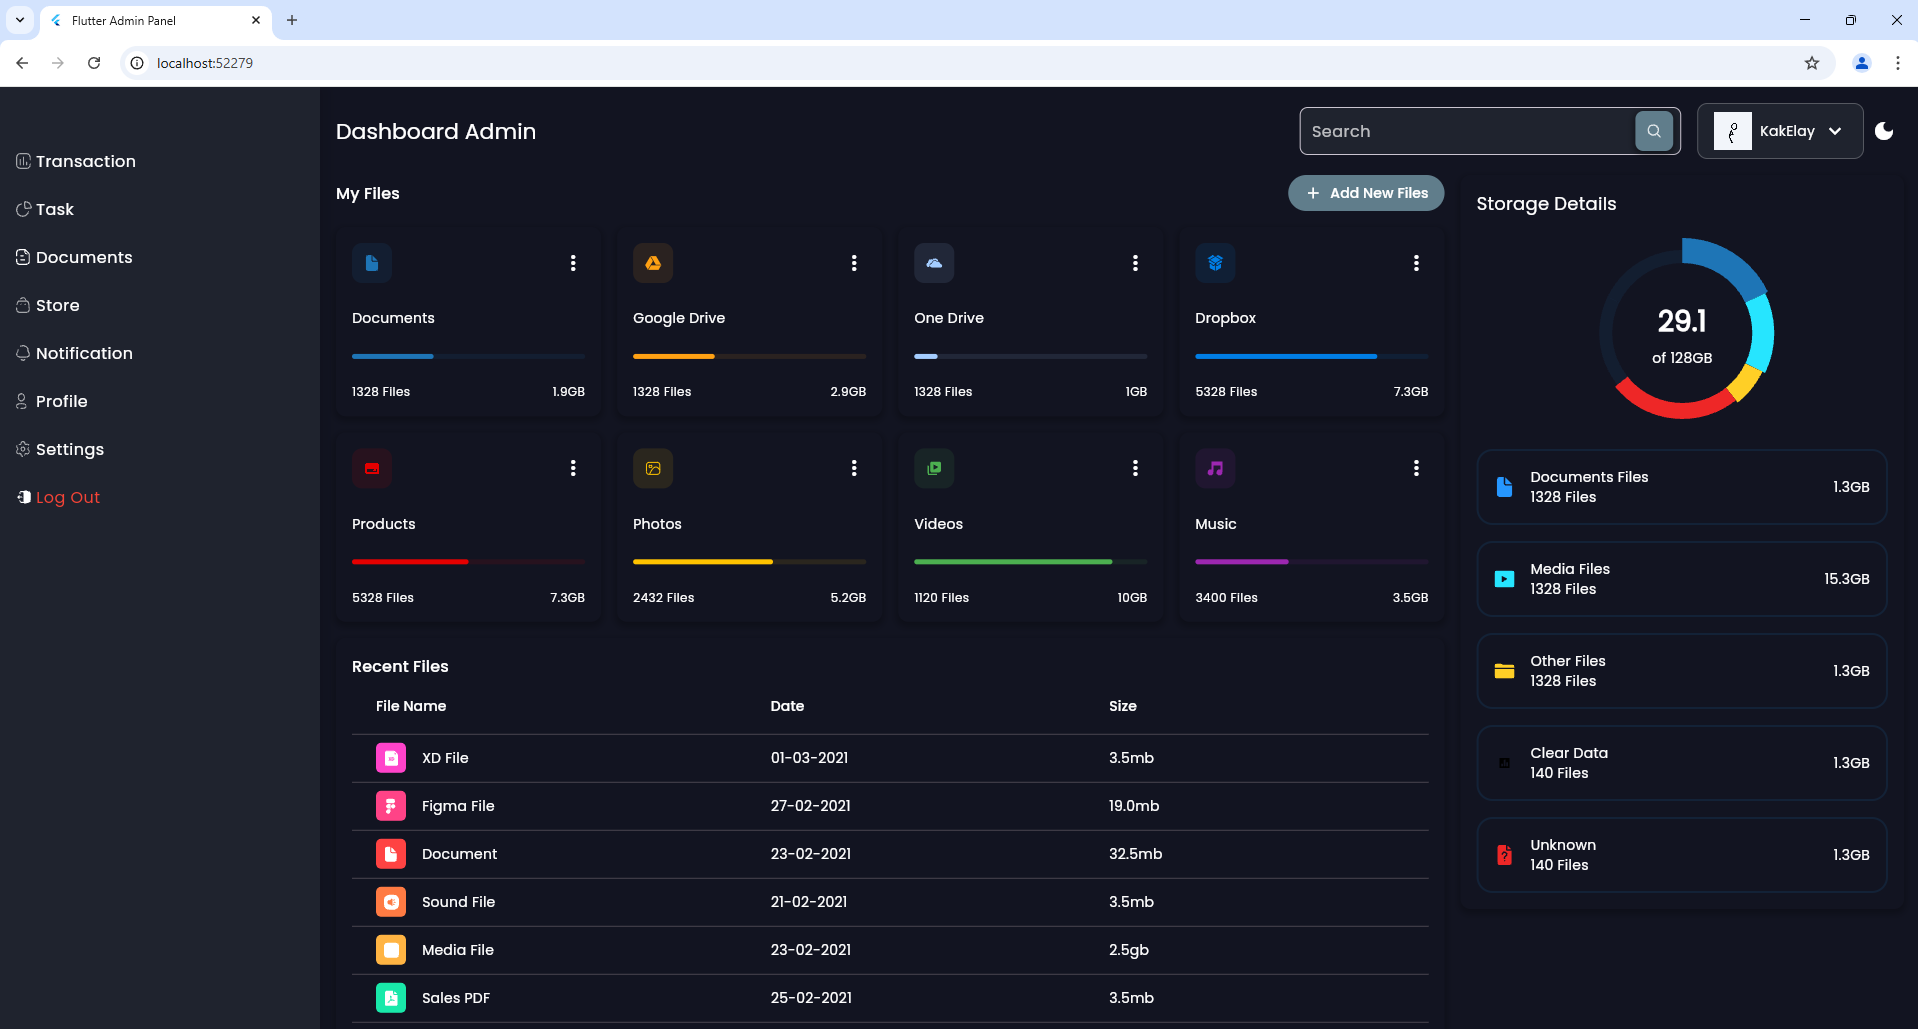 Flutter Admin Panel
localhost:52279
Dashboard Admin
Search
KakElay
Transaction
Task
Documents
Store
Notification
Profile
Settings
Log Out
My Files
Add New Files
Documents
1328 Files 1.9GB
Google Drive
1328 Files 2.9GB
One Drive
1328 Files 1GB
Dropbox
5328 Files 7.3GB
Products
5328 Files 7.3GB
Photos
2432 Files 5.2GB
Videos
1120 Files 10GB
Music
3400 Files 3.5GB
Recent Files
File Name Date Size
XD File 01-03-2021 3.5mb
Figma File 27-02-2021 19.0mb
Document 23-02-2021 32.5mb
Sound File 21-02-2021 3.5mb
Media File 23-02-2021 2.5gb
Sales PDF 25-02-2021 3.5mb
Storage Details
29.1
of 128GB
Documents Files
1328 Files 1.3GB
Media Files
1328 Files 15.3GB
Other Files
1328 Files 1.3GB
Clear Data
140 Files 1.3GB
Unknown
140 Files 1.3GB